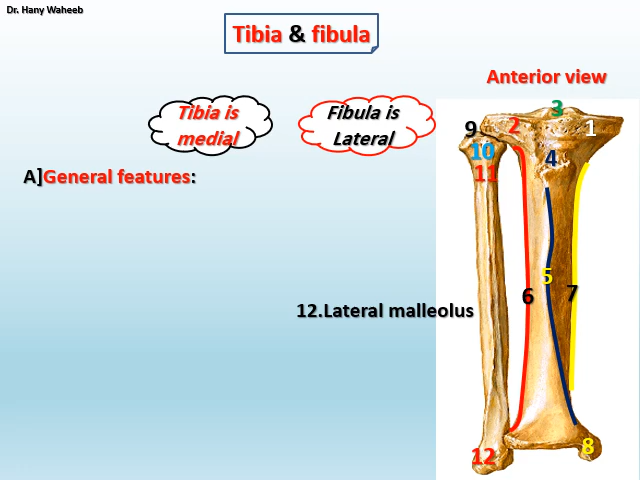 Dr. Hany Waheeb
Tibia & fibula
Anterior view
Tibia is
medial
Fibula is
Lateral
A]General features:
12.Lateral malleolus
3
9
2
1
10
4
11
5
6
7
8
12